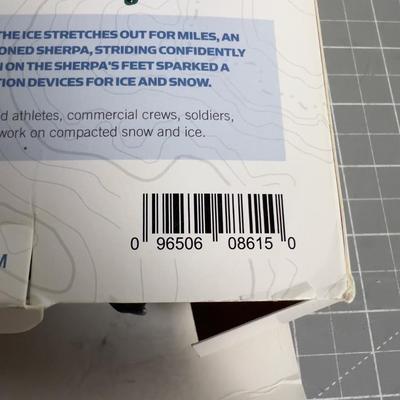 THE ICE STRETCHES OUT FOR MILES, AN
ONED SHERPA, STRIDING CONFIDENTLY
ON THE SHERPA'S FEET SPARKED A
TION DEVICES FOR ICE AND SNOW.
d athletes, commercial crews, soldiers,
work on compacted snow and ice.
0 96506 08615 0
M